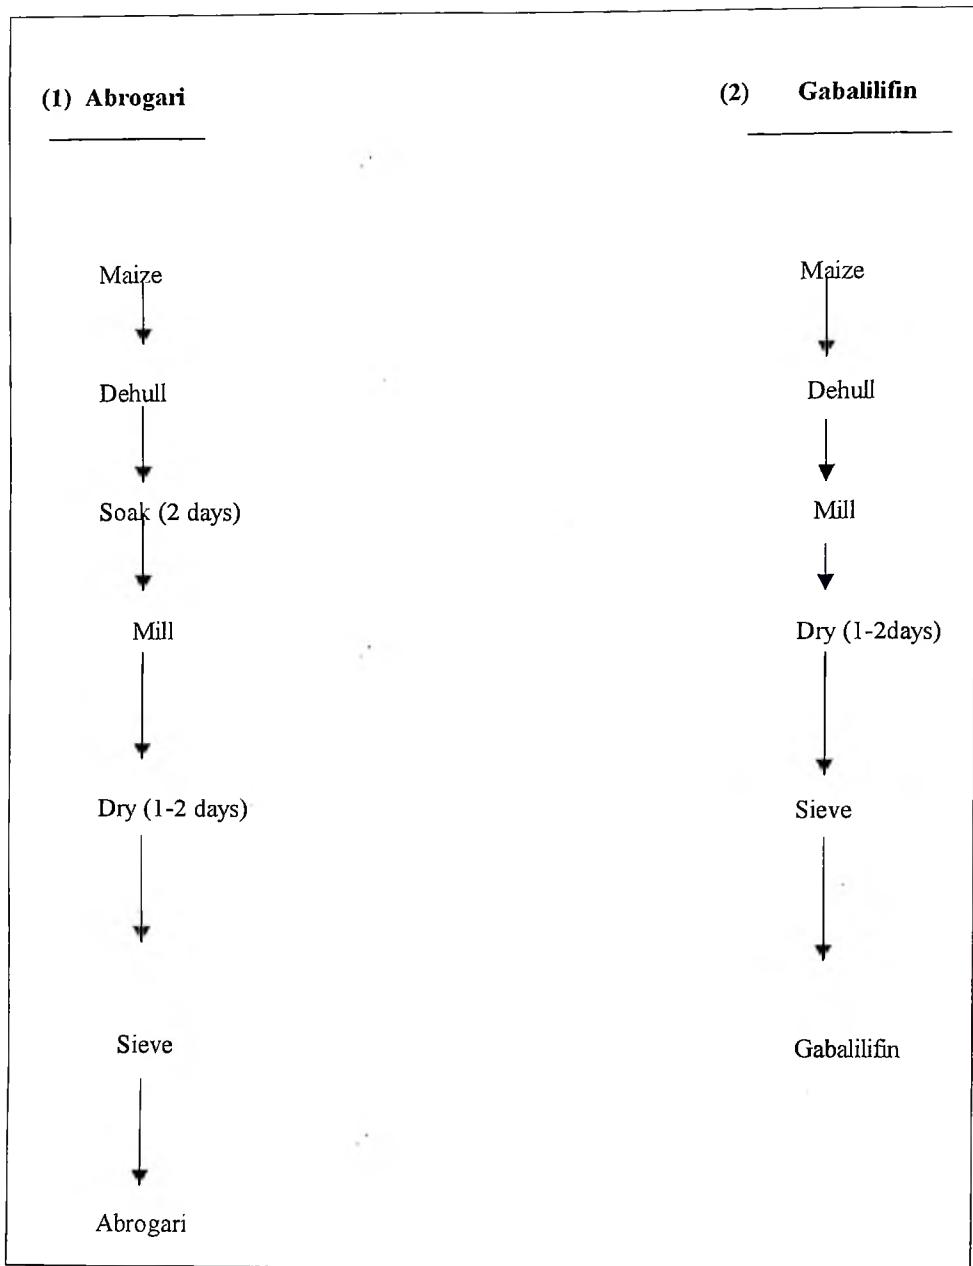 (1) Abrogari
Maize
Dehull
Soak (2 days)
Mill
Dry (1-2 days)
Sieve
Abrogari
(2) Gabalilifin
Maize
Dehull
Mill
Dry (1-2days)
Sieve
Gabalilifin